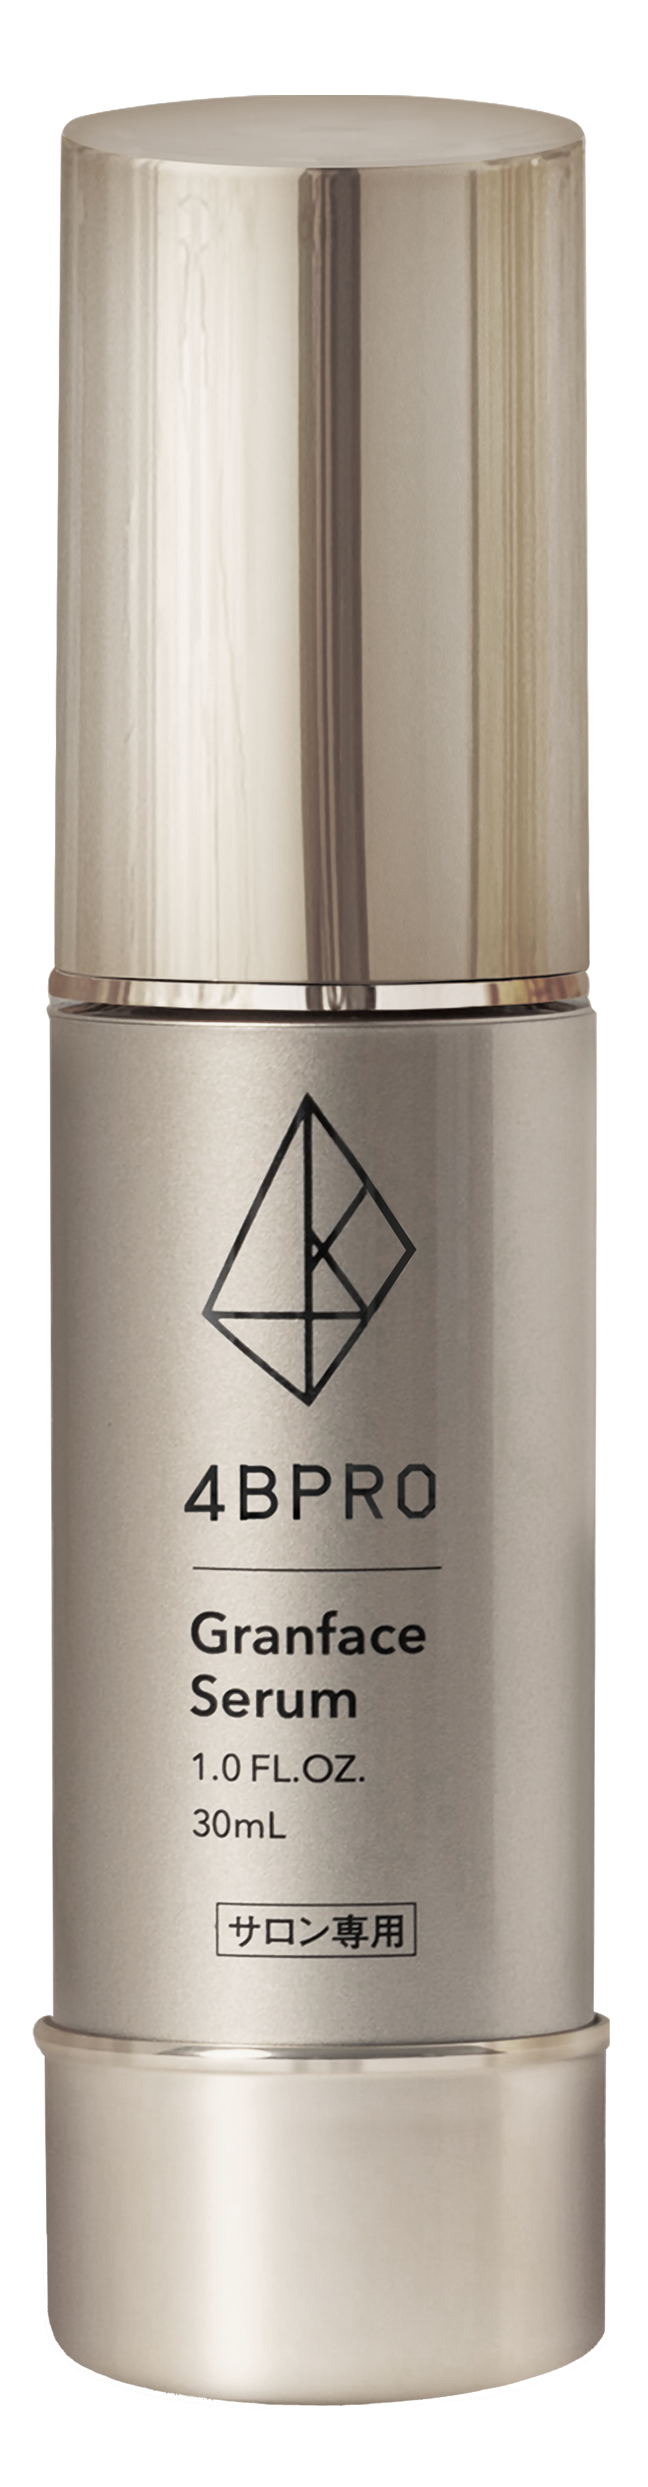 4BPRO
Granface
Serum
1.0 FL.OZ.
30mL
サロン専用